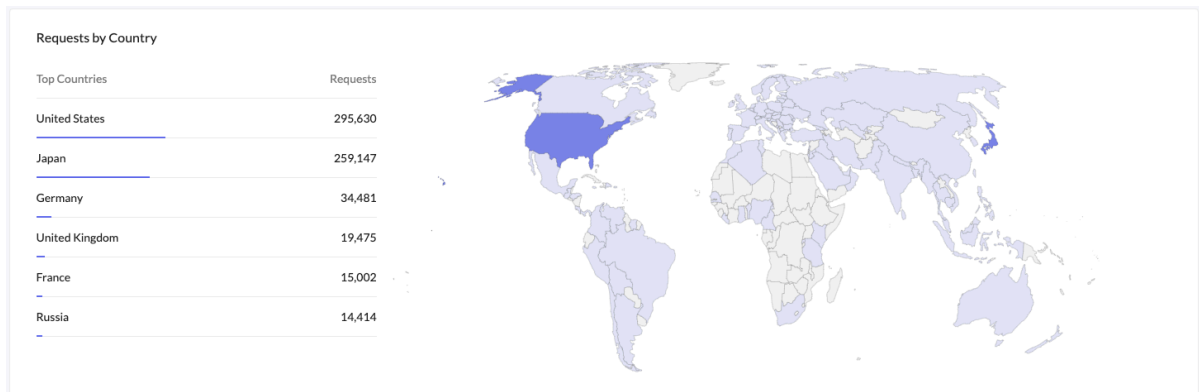 Requests by Country
Top Countries Requests
United States 295,630
Japan 259,147
Germany 34,481
United Kingdom 19,475
France 15,002
Russia 14,414